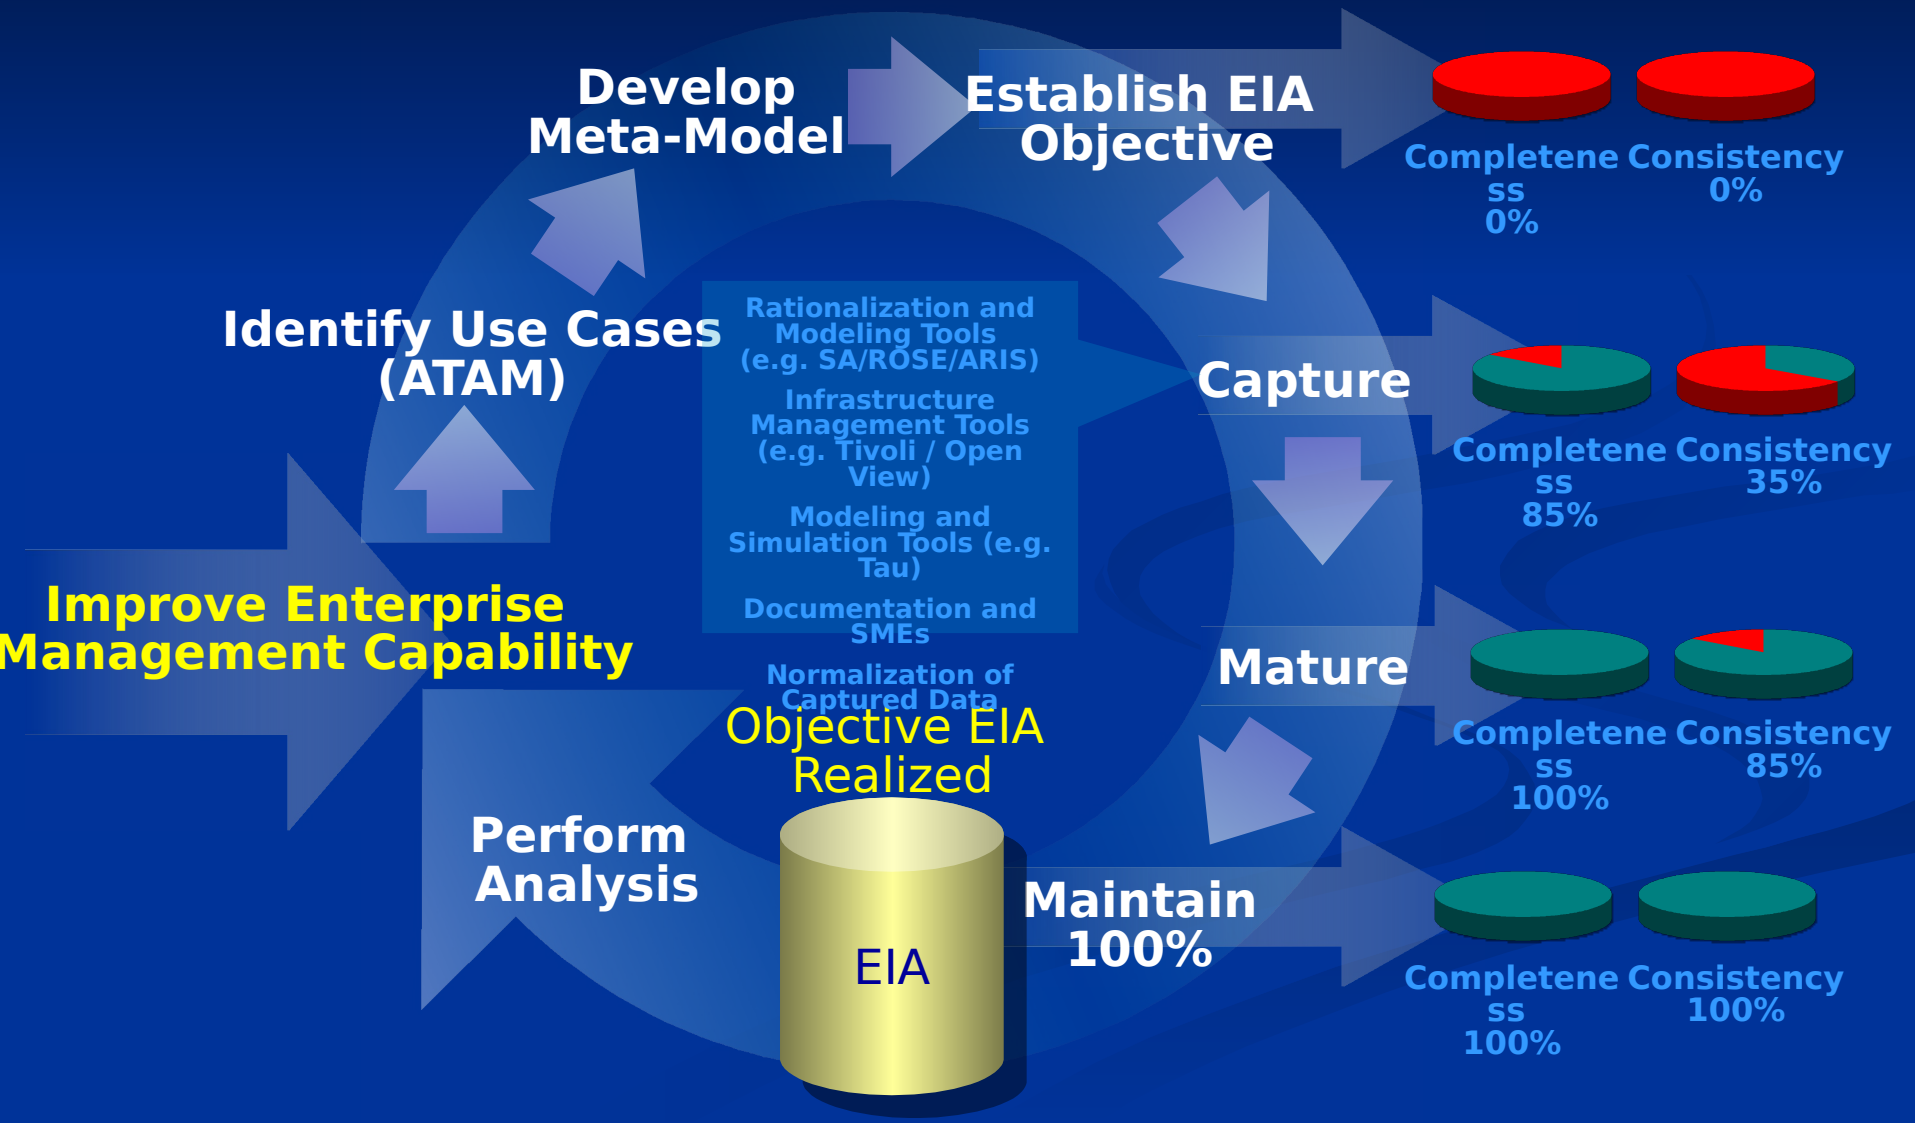 Develop
Meta-Model
Establish EIA
Objective
Completene
ss
0%
Consistency
0%
Identify Use Cases
(ATAM)
Rationalization and
Modeling Tools
(e.g. SA/ROSE/ARIS)
Infrastructure
Management Tools
(e.g. Tivoli / Open
View)
Modeling and
Simulation Tools (e.g.
Tau)
Documentation and
SMEs
Normalization of
Captured Data
Capture
Completene
ss
85%
Consistency
35%
Improve Enterprise
Management Capability
Mature
Completene
ss
100%
Consistency
85%
Objective EIA
Realized
Perform
Analysis
EIA
Maintain
100%
Completene
ss
100%
Consistency
100%